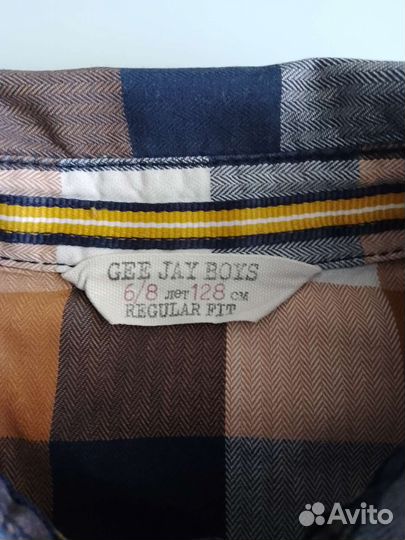 GEE JAY BOYS
6/8 лет 128 см
REGULAR FIT
Avito